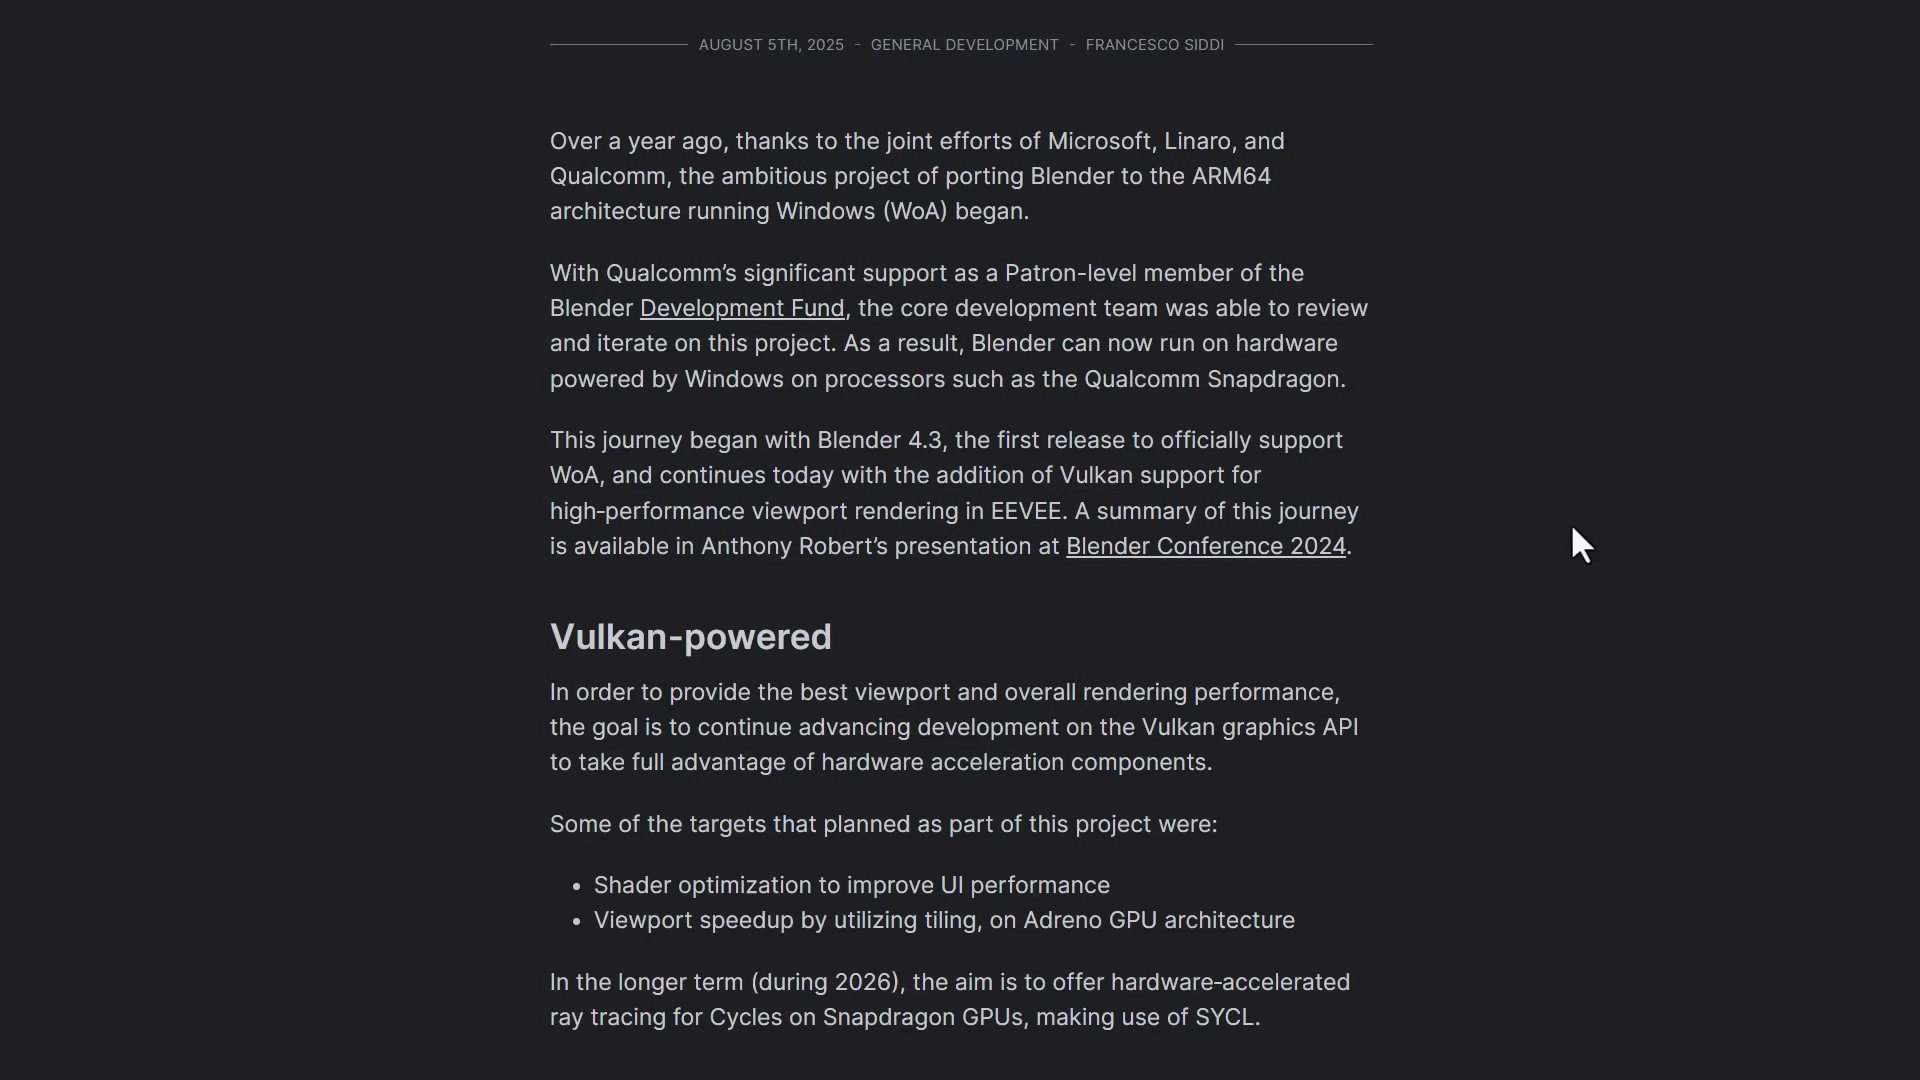 AUGUST 5TH, 2025 - GENERAL DEVELOPMENT - FRANCESCO SIDDI
Over a year ago, thanks to the joint efforts of Microsoft, Linaro, and
Qualcomm, the ambitious project of porting Blender to the ARM64
architecture running Windows (WoA) began.
With Qualcomm’s significant support as a Patron-level member of the
Blender Development Fund, the core development team was able to review
and iterate on this project. As a result, Blender can now run on hardware
powered by Windows on processors such as the Qualcomm Snapdragon.
This journey began with Blender 4.3, the first release to officially support
WoA, and continues today with the addition of Vulkan support for
high-performance viewport rendering in EEVEE. A summary of this journey
is available in Anthony Robert’s presentation at Blender Conference 2024.
Vulkan-powered
In order to provide the best viewport and overall rendering performance,
the goal is to continue advancing development on the Vulkan graphics API
to take full advantage of hardware acceleration components.
Some of the targets that planned as part of this project were:
• Shader optimization to improve UI performance
• Viewport speedup by utilizing tiling, on Adreno GPU architecture
In the longer term (during 2026), the aim is to offer hardware-accelerated
ray tracing for Cycles on Snapdragon GPUs, making use of SYCL.